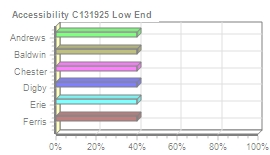 Accessibility C131925 Low End
Andrews
Baldwin
Chester
Digby
Erie
Ferris
0% 20% 40% 60% 80% 100%